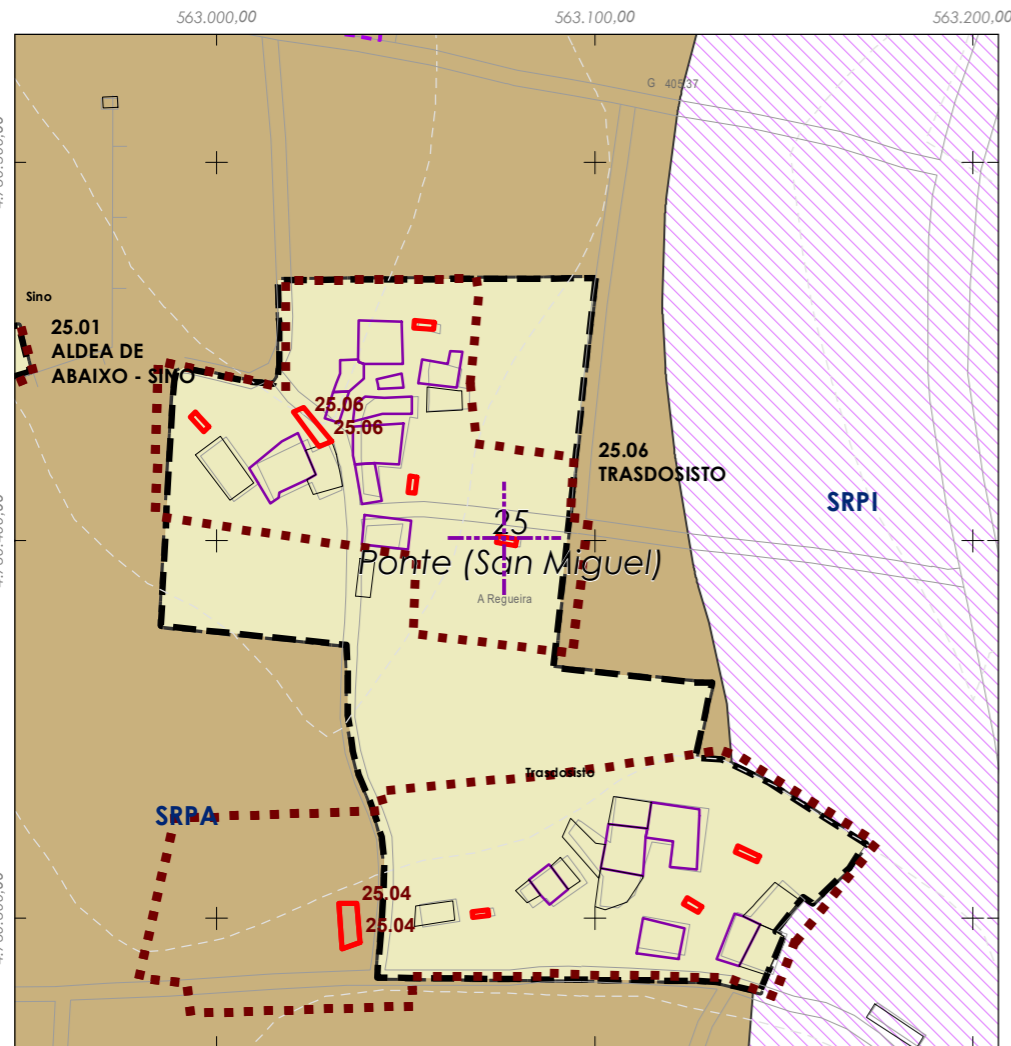 563.000,00
563.100,00
563.200,00
G 405.37
Sino
25.01
ALDEA DE
ABAIXO - SINO
25.06
25.06
25.06
TRASDOSISTO
SRPI
25
Ponte (San Miguel)
A Regueira
Trasdosisto
SRPA
25.04
25.04